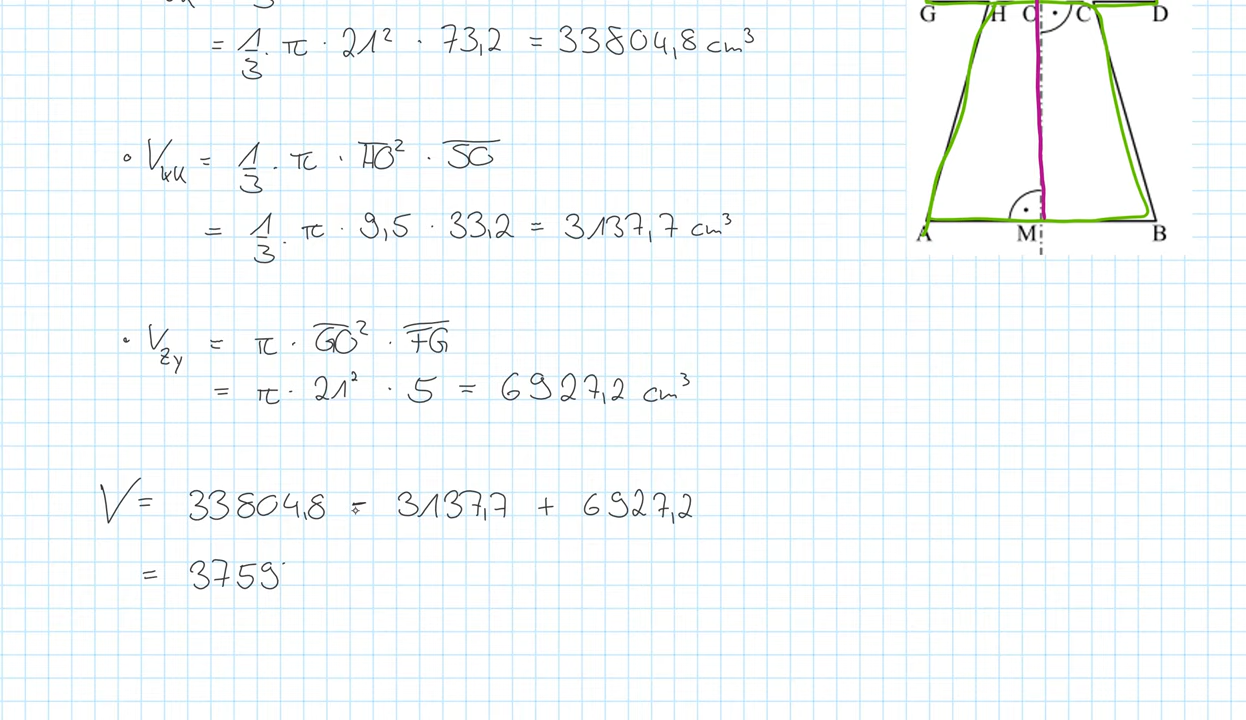 = 1/3 · π · 21² · 73,2 = 33804,8 cm³
G H O C D
· V_kK = 1/3 · π · HO² · SO
= 1/3 · π · 9,5 · 33,2 = 3137,7 cm³
A M B
· V_Zy = π · GO² · FG
= π · 21² · 5 = 6927,2 cm³
V = 33804,8 - 3137,7 + 6927,2
= 3759